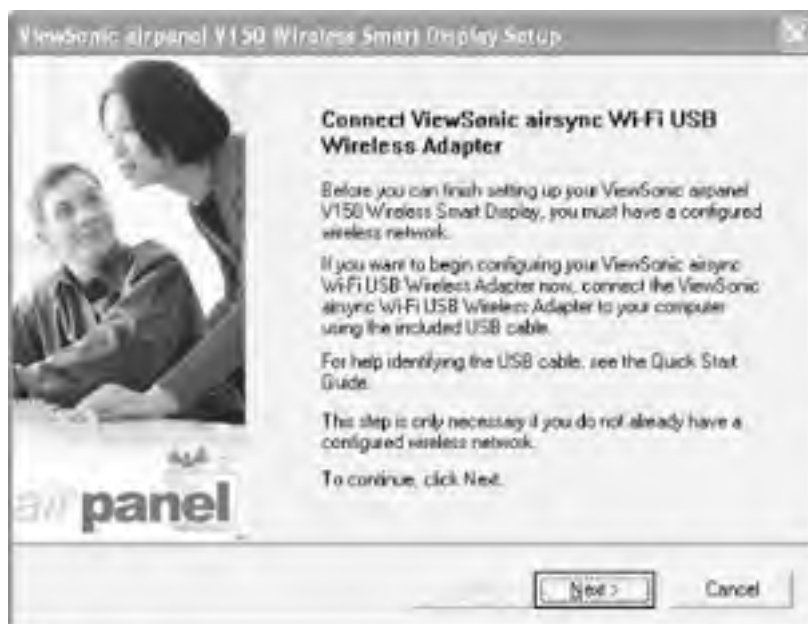 ViewSonic airpanel V150 Wireless Smart Display Setup
Connect ViewSonic airsync Wi-Fi USB
Wireless Adapter
Before you can finish setting up your ViewSonic airpanel
V150 Wireless Smart Display, you must have a configured
wireless network.
If you want to begin configuring your ViewSonic airsync
Wi-Fi USB Wireless Adapter now, connect the ViewSonic
airsync Wi-Fi USB Wireless Adapter to your computer
using the included USB cable.
For help identifying the USB cable, see the Quick Start
Guide.
This step is only necessary if you do not already have a
configured wireless network.
To continue, click Next.
airpanel
Next >
Cancel